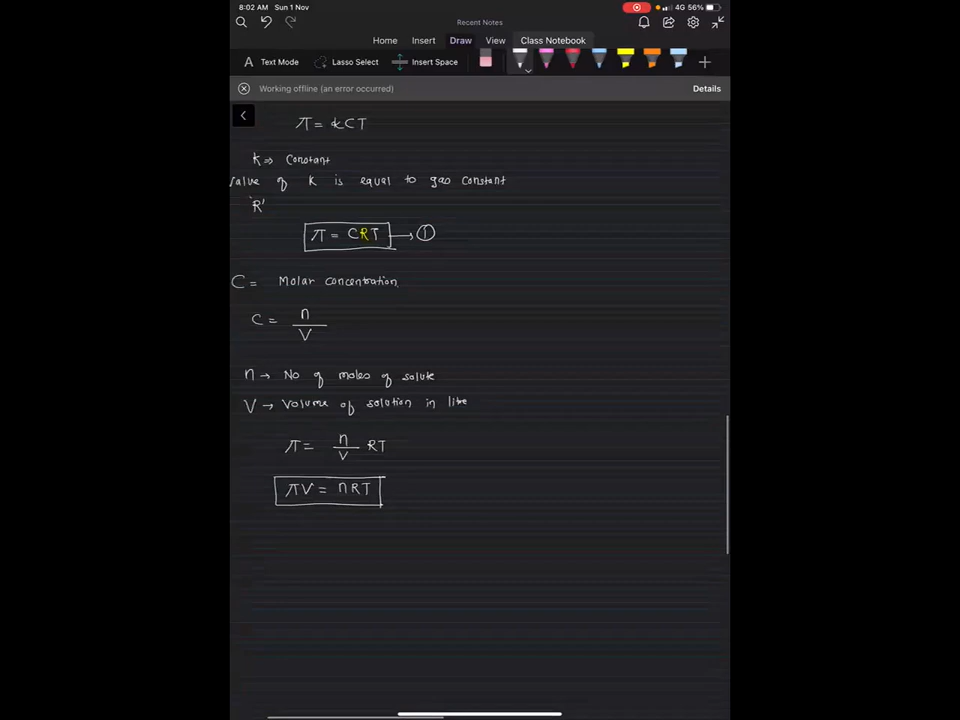 8:02 AM Sun 1 Nov
4G 56%
Recent Notes
Home Insert Draw View Class Notebook
Text Mode Lasso Select Insert Space
Working offline (an error occurred) Details
π = kCT
k ⇒ Constant
value of k is equal to gas constant
'R'
π = CRT → ①
C = Molar concentration
C = n/V
n → No of moles of solute
V → Volume of solution in litre
π = n/V RT
πV = nRT